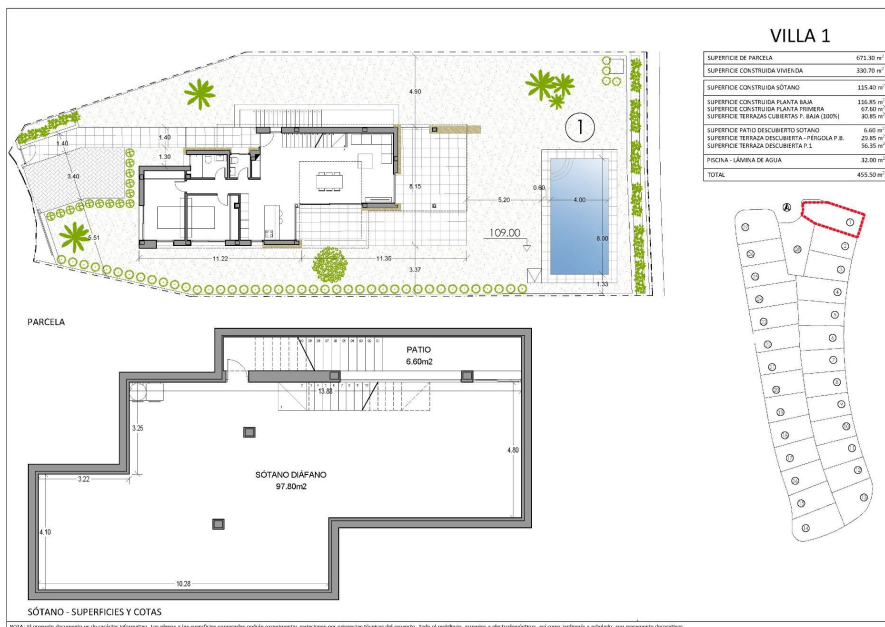 VILLA 1
SUPERFICIE DE PARCELA 671.30 m²
SUPERFICIE CONSTRUIDA VIVIENDA 330.70 m²
SUPERFICIE CONSTRUIDA SÓTANO 115.40 m²
SUPERFICIE CONSTRUIDA PLANTA BAJA 116.85 m²
SUPERFICIE CONSTRUIDA PLANTA PRIMERA 67.60 m²
SUPERFICIE TERRAZAS CUBIERTAS P. BAJA (100%) 30.85 m²
SUPERFICIE PATIO DESCUBIERTO SOTANO 6.60 m²
SUPERFICIE TERRAZA DESCUBIERTA - PÉRGOLA P.B. 29.85 m²
SUPERFICIE TERRAZA DESCUBIERTA P.1 56.35 m²
PISCINA - LÁMINA DE AGUA 32.00 m²
TOTAL 455.50 m²
4.90
1
1.40
1.40
1.30
3.40
8.15
5.20
0.60
4.00
5.51
109.00
8.00
11.22
11.35
3.37
1.33
PARCELA
PATIO
6.60m2
13.88
3.25
4.80
3.22
SÓTANO DIÁFANO
97.80m2
4.10
10.28
SÓTANO - SUPERFICIES Y COTAS